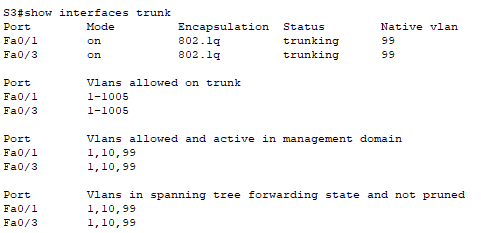 S3#show interfaces trunk
Port        Mode         Encapsulation  Status        Native vlan
Fa0/1       on           802.1q         trunking      99
Fa0/3       on           802.1q         trunking      99

Port        Vlans allowed on trunk
Fa0/1       1-1005
Fa0/3       1-1005

Port        Vlans allowed and active in management domain
Fa0/1       1,10,99
Fa0/3       1,10,99

Port        Vlans in spanning tree forwarding state and not pruned
Fa0/1       1,10,99
Fa0/3       1,10,99